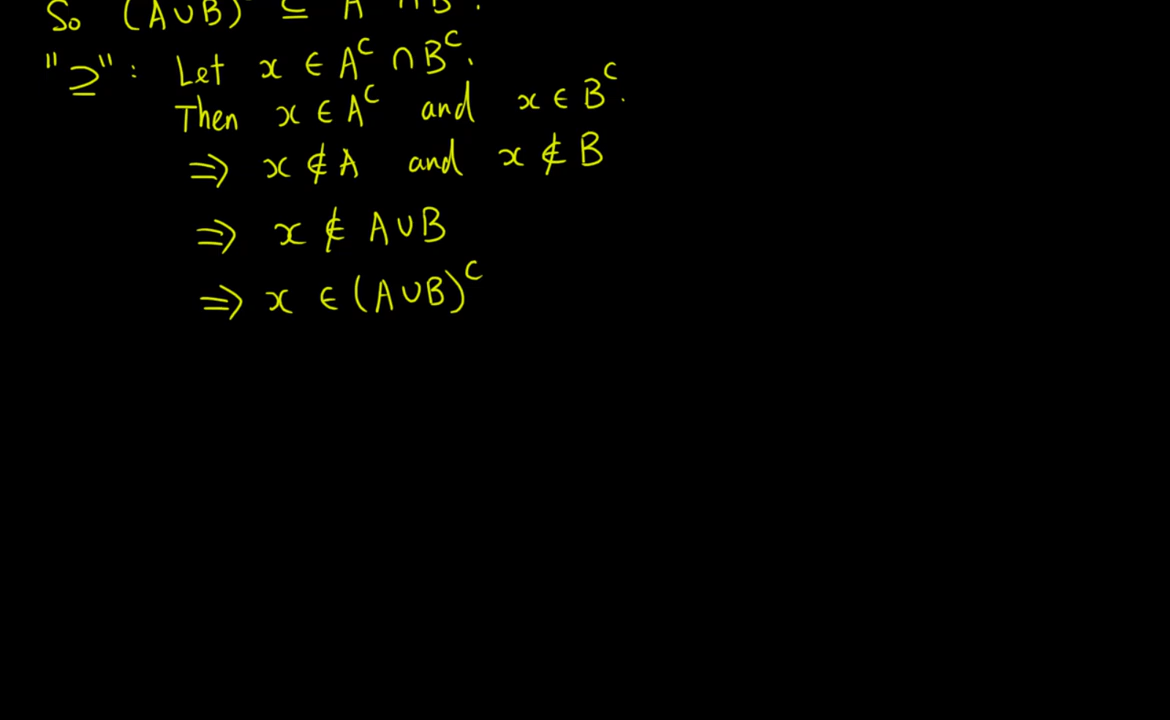 So (A∪B)ᶜ ⊆ Aᶜ ∩ Bᶜ.
"⊇": Let x ∈ Aᶜ ∩ Bᶜ.
Then x ∈ Aᶜ and x ∈ Bᶜ.
⇒ x ∉ A and x ∉ B
⇒ x ∉ A∪B
⇒ x ∈ (A∪B)ᶜ